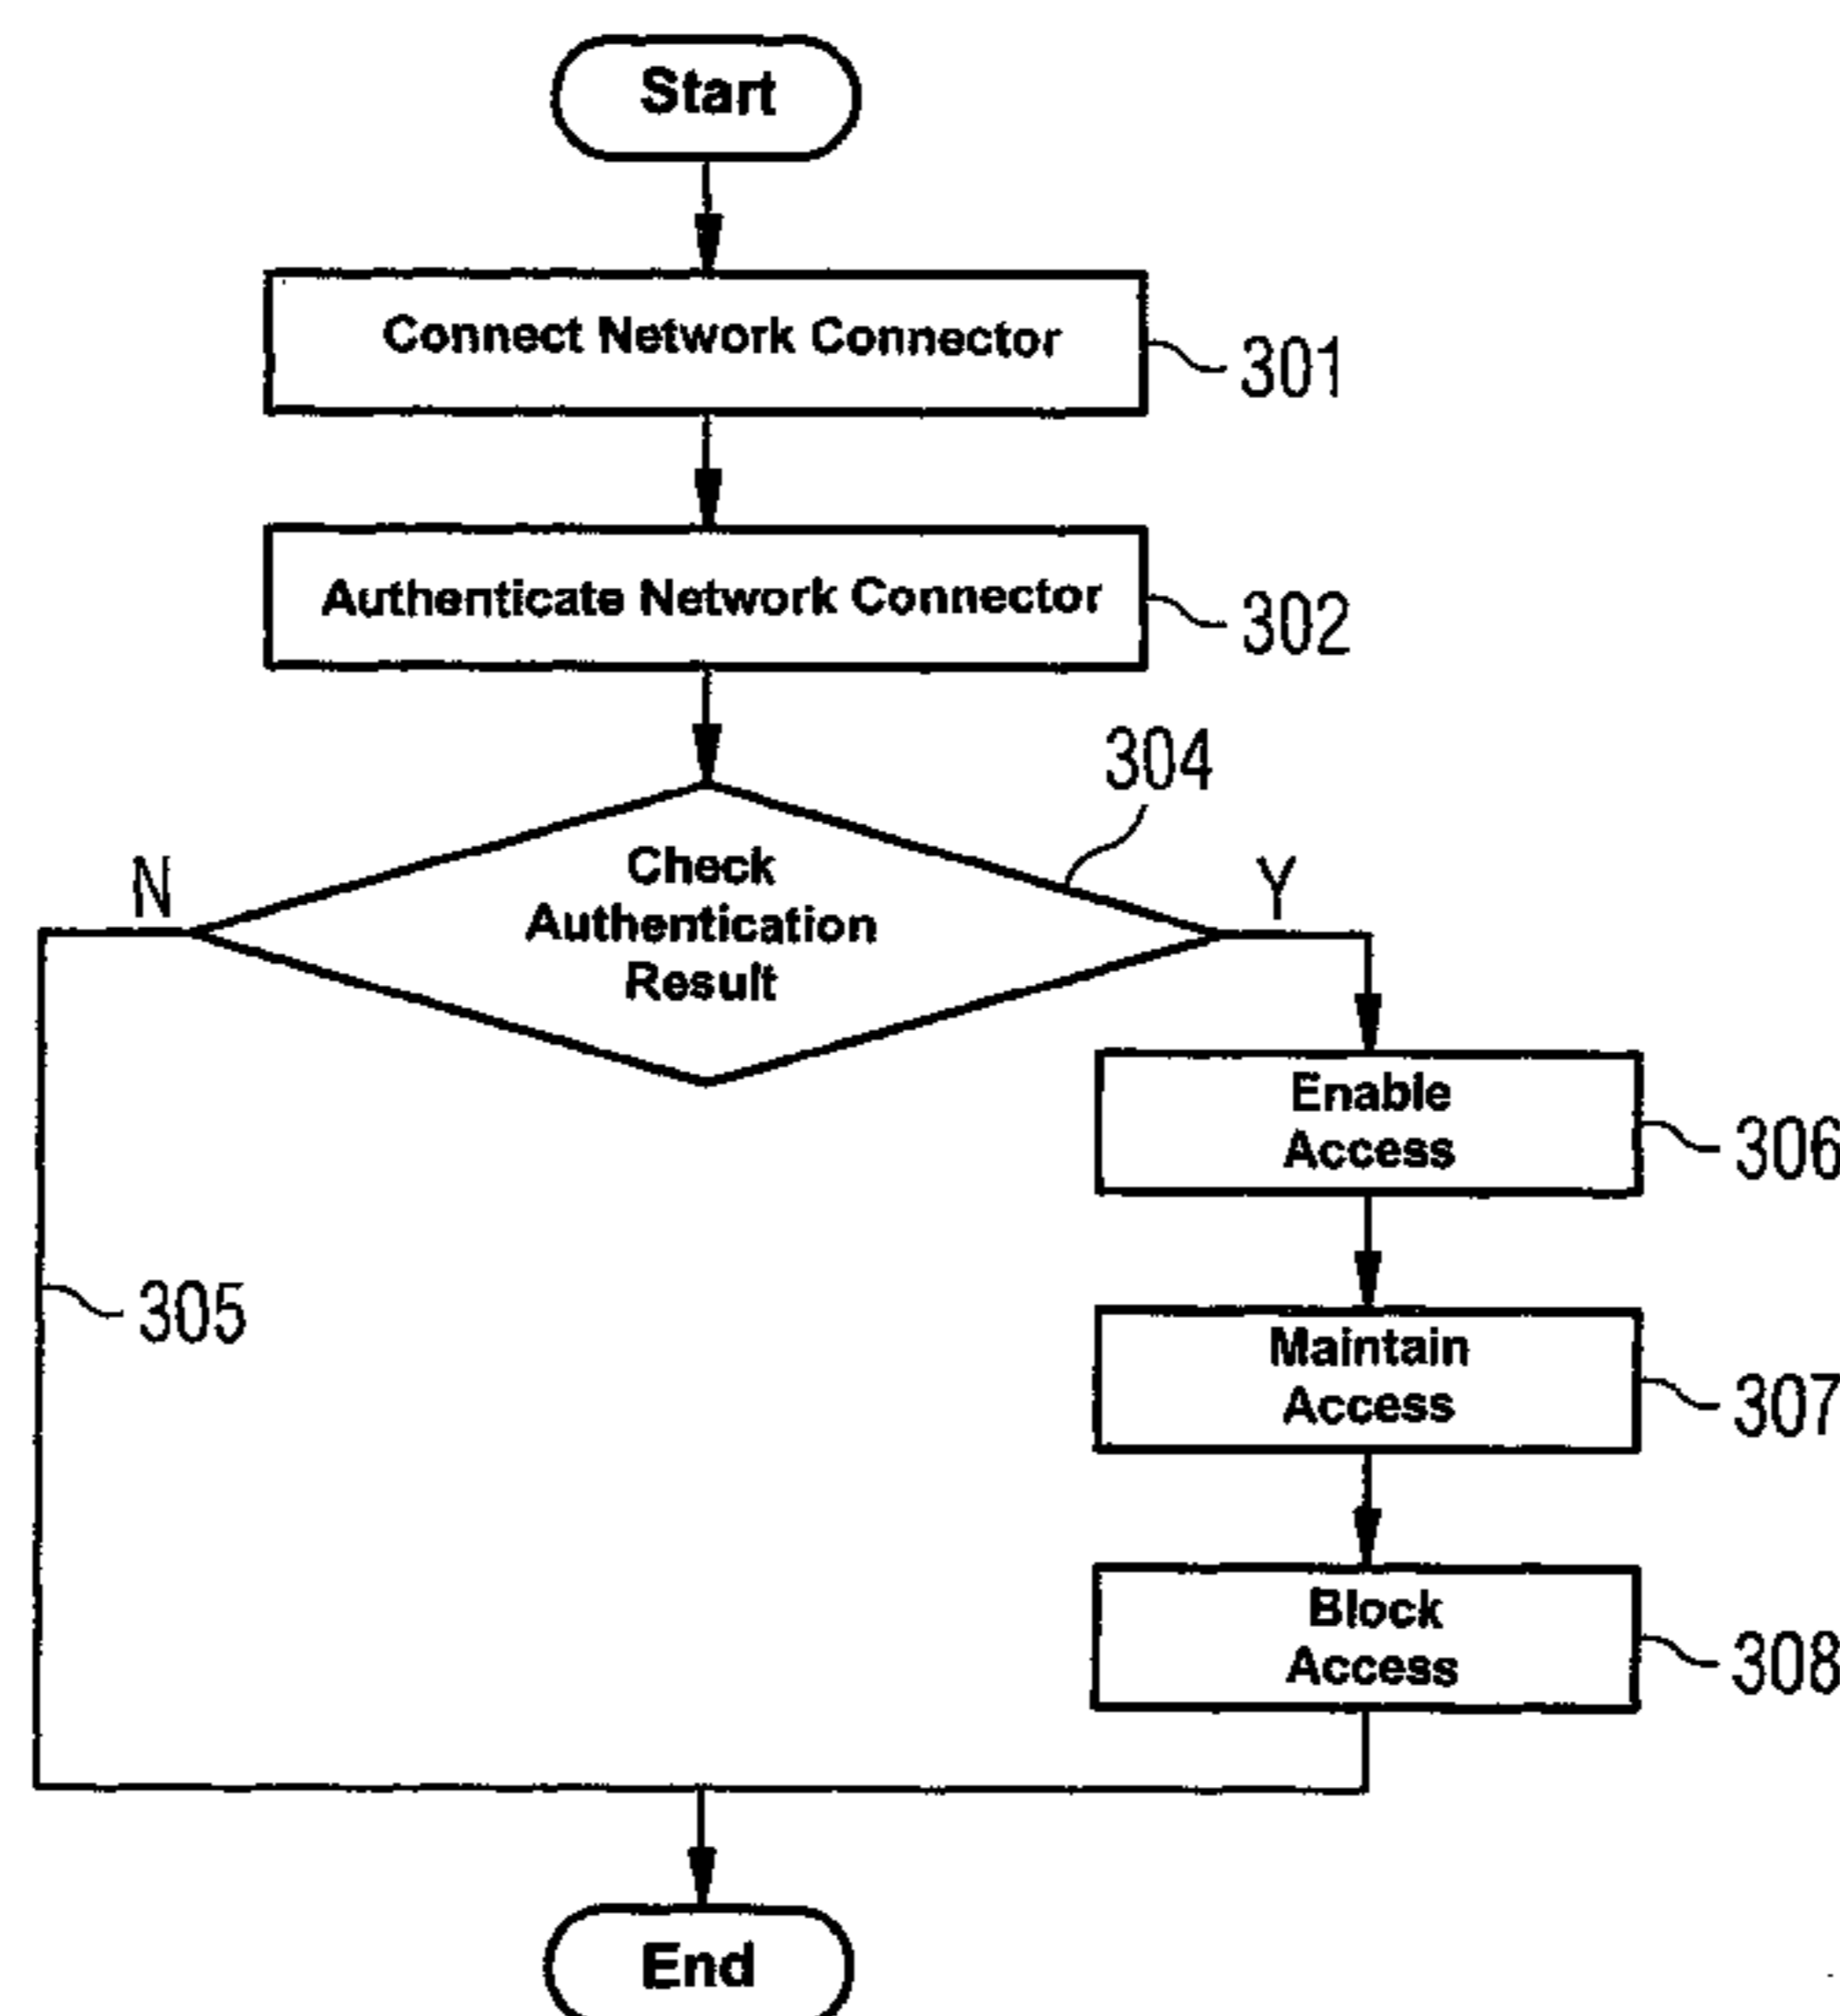 Start
Connect Network Connector
301
Authenticate Network Connector
302
304
N
Check
Authentication
Result
Y
Enable
Access
306
305
Maintain
Access
307
Block
Access
308
End